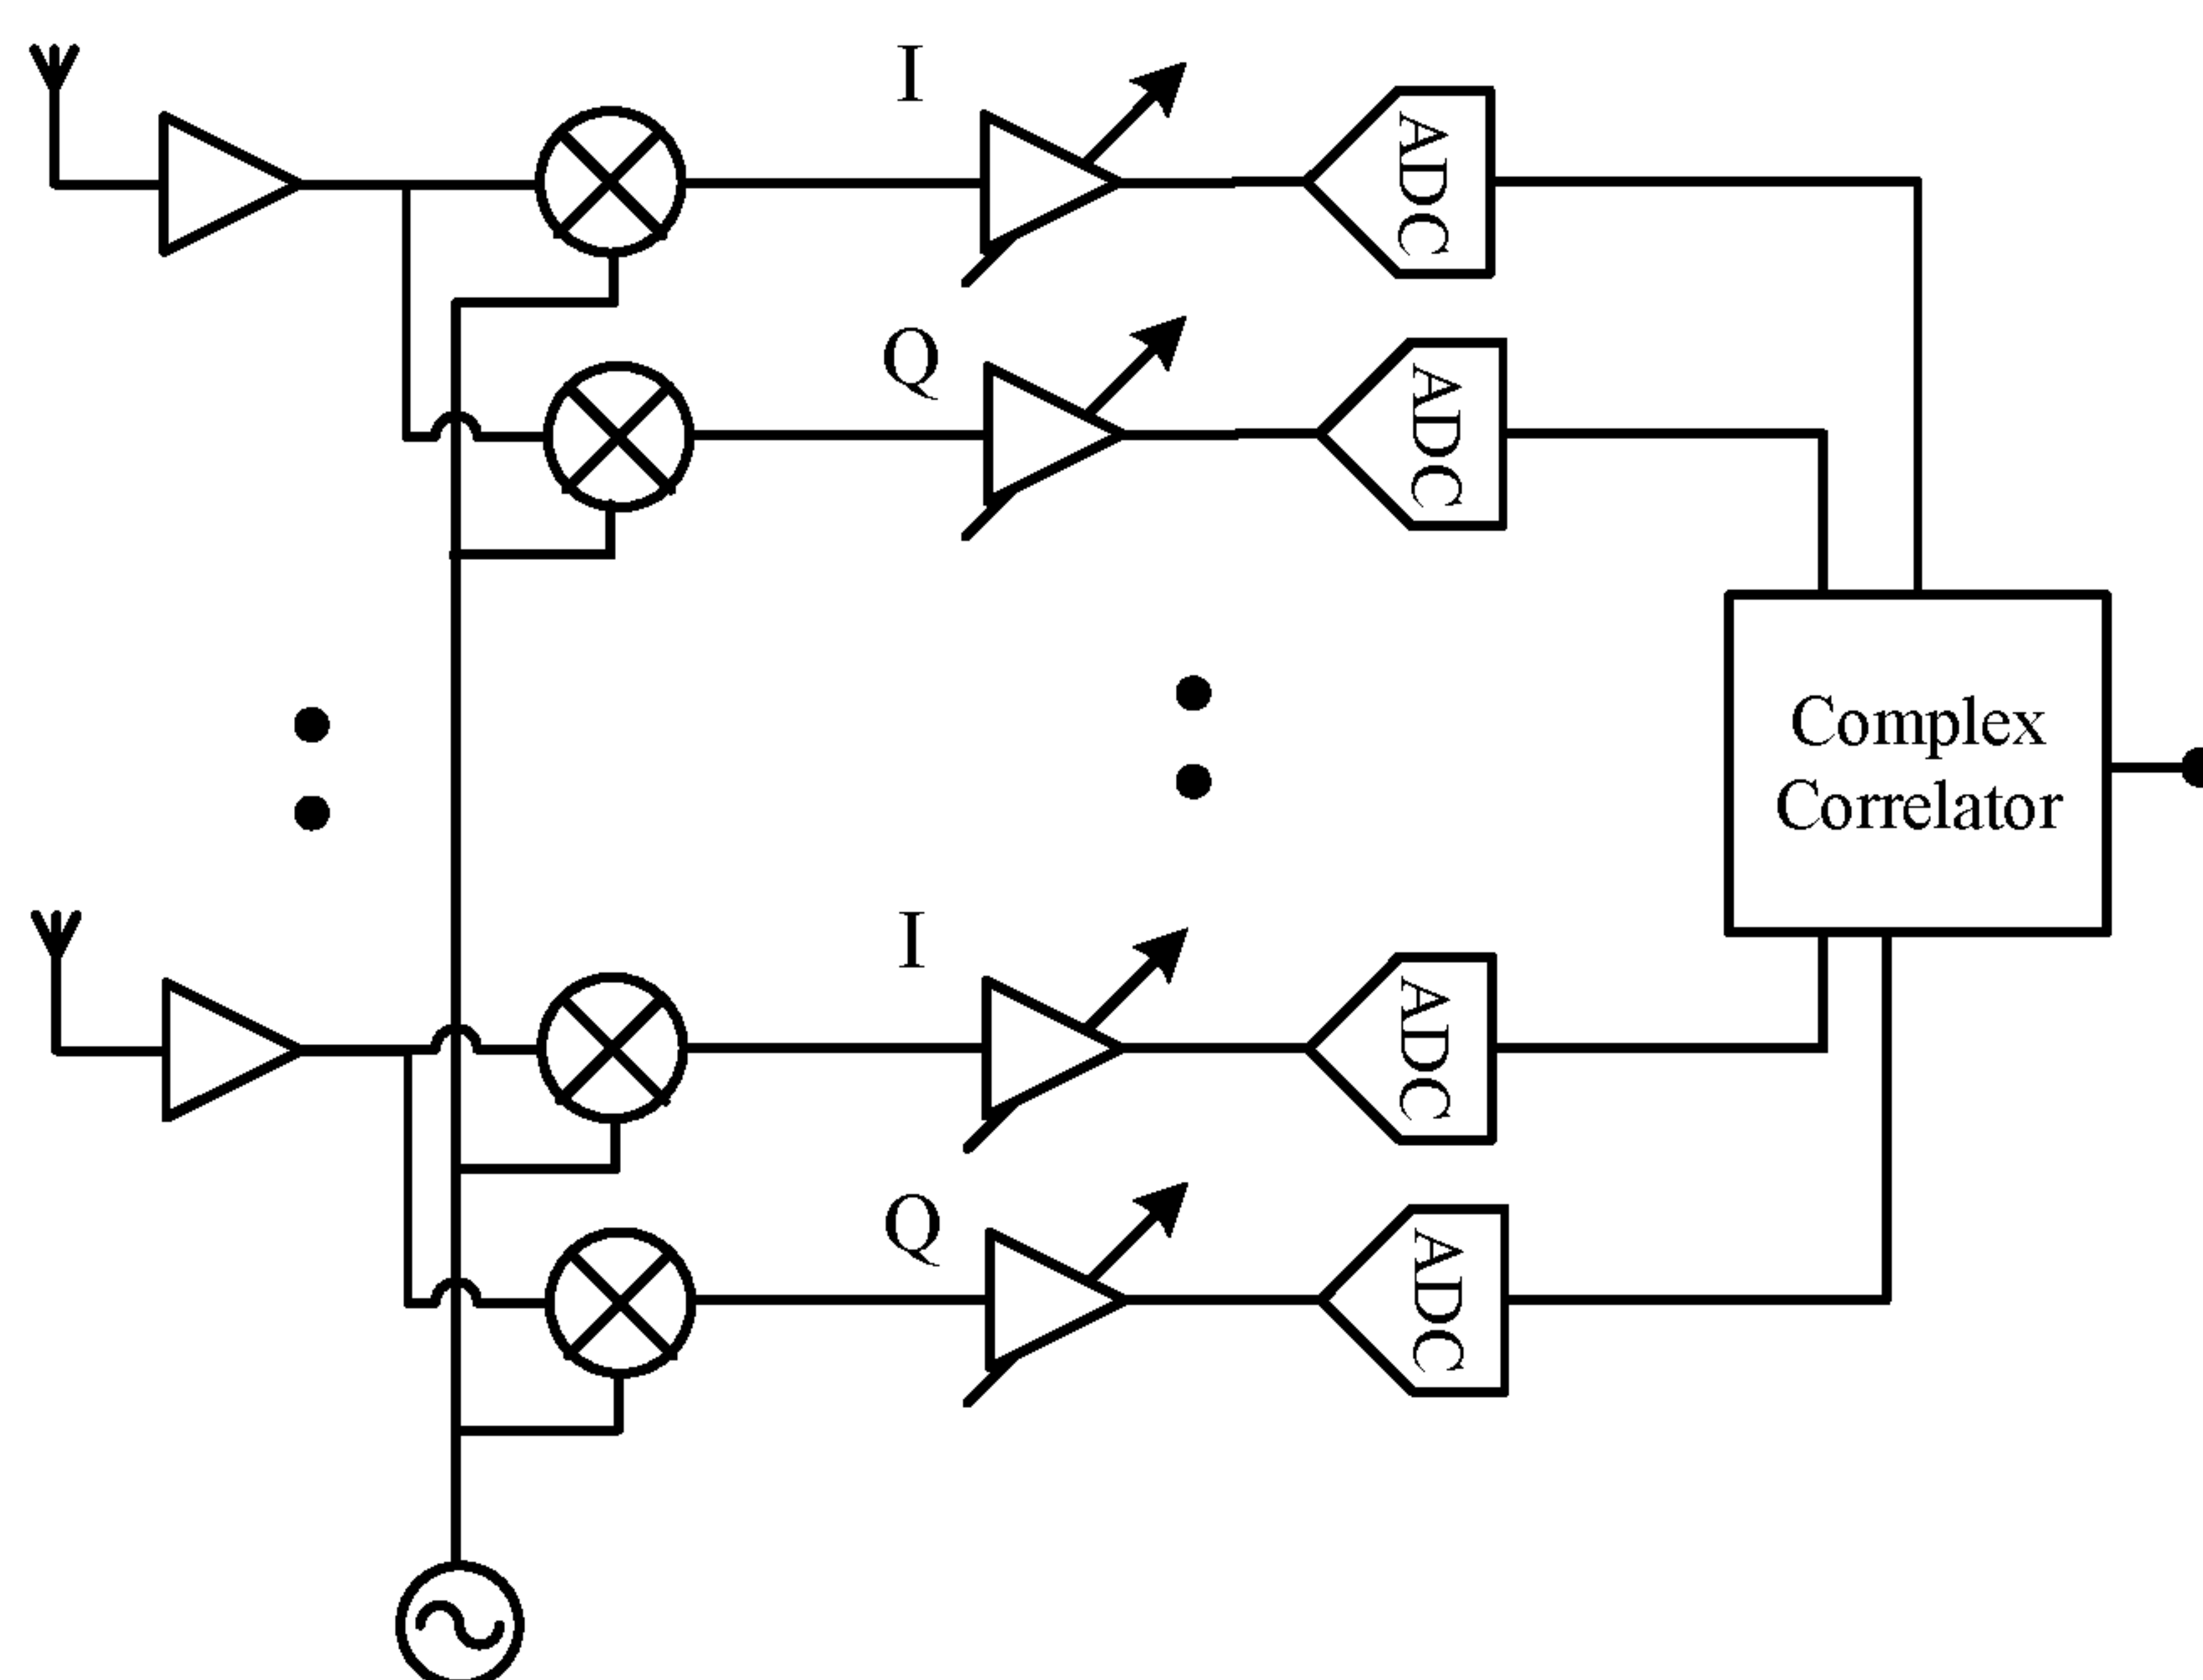 I
ADC
Q
ADC
Complex
Correlator
I
ADC
Q
ADC